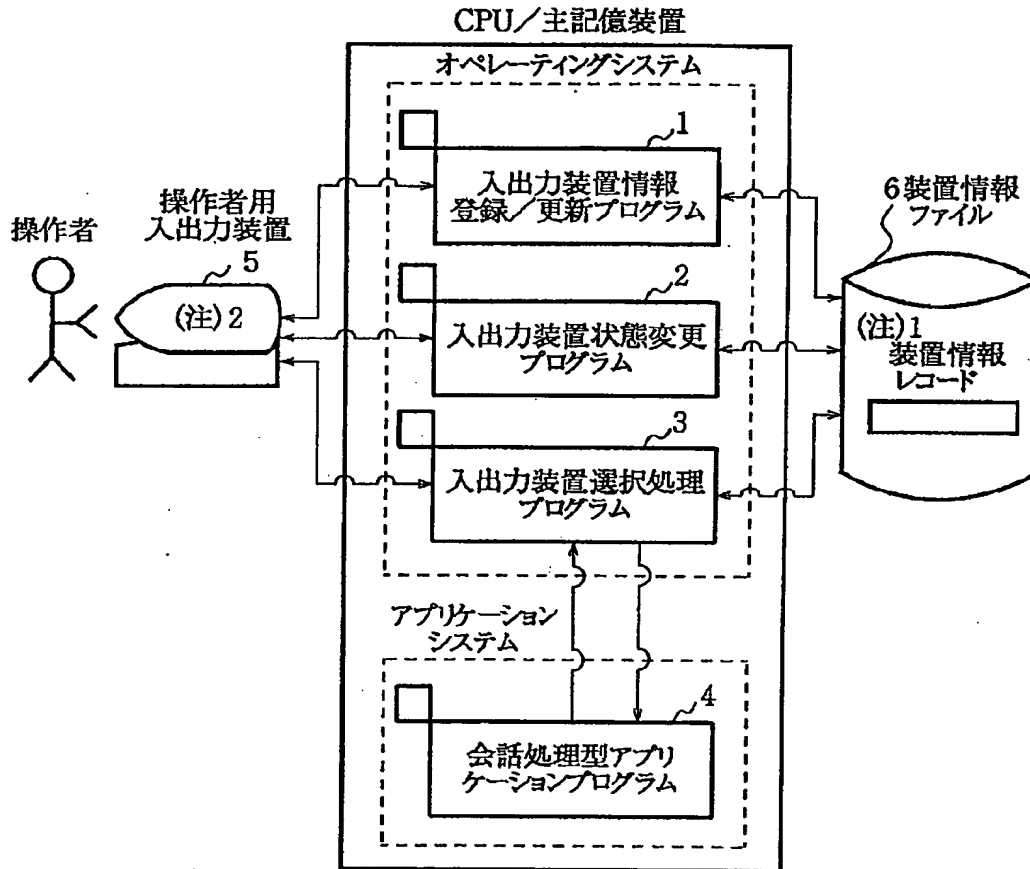 CPU／主記憶装置
オペレーティングシステム
1
入出力装置情報
登録／更新プログラム
操作者
操作者用
入出力装置
5
(注)2
2
入出力装置状態変更
プログラム
3
入出力装置選択処理
プログラム
6装置情報
ファイル
(注)1
装置情報
レコード
アプリケーション
システム
4
会話処理型アプリ
ケーションプログラム